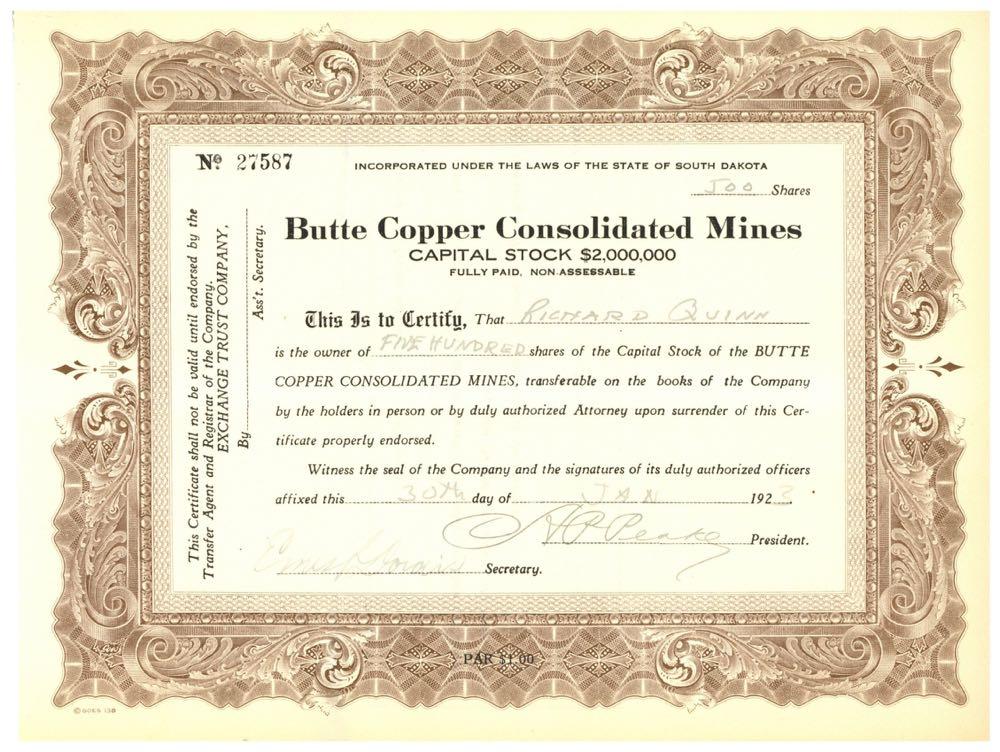 Nº 27587
INCORPORATED UNDER THE LAWS OF THE STATE OF SOUTH DAKOTA
500 Shares
Butte Copper Consolidated Mines
CAPITAL STOCK $2,000,000
FULLY PAID, NON-ASSESSABLE
This Is to Certify, That RICHARD QUINN
is the owner of FIVE HUNDRED shares of the Capital Stock of the BUTTE
COPPER CONSOLIDATED MINES, transferable on the books of the Company
by the holders in person or by duly authorized Attorney upon surrender of this Cer-
tificate properly endorsed.
Witness the seal of the Company and the signatures of its duly authorized officers
affixed this 30th day of JAN 1923
President.
Secretary.
This Certificate shall not be valid until endorsed by the
Transfer Agent and Registrar of the Company.
EXCHANGE TRUST COMPANY,
By Ass't. Secretary.
PAR $1.00
© GOES 138